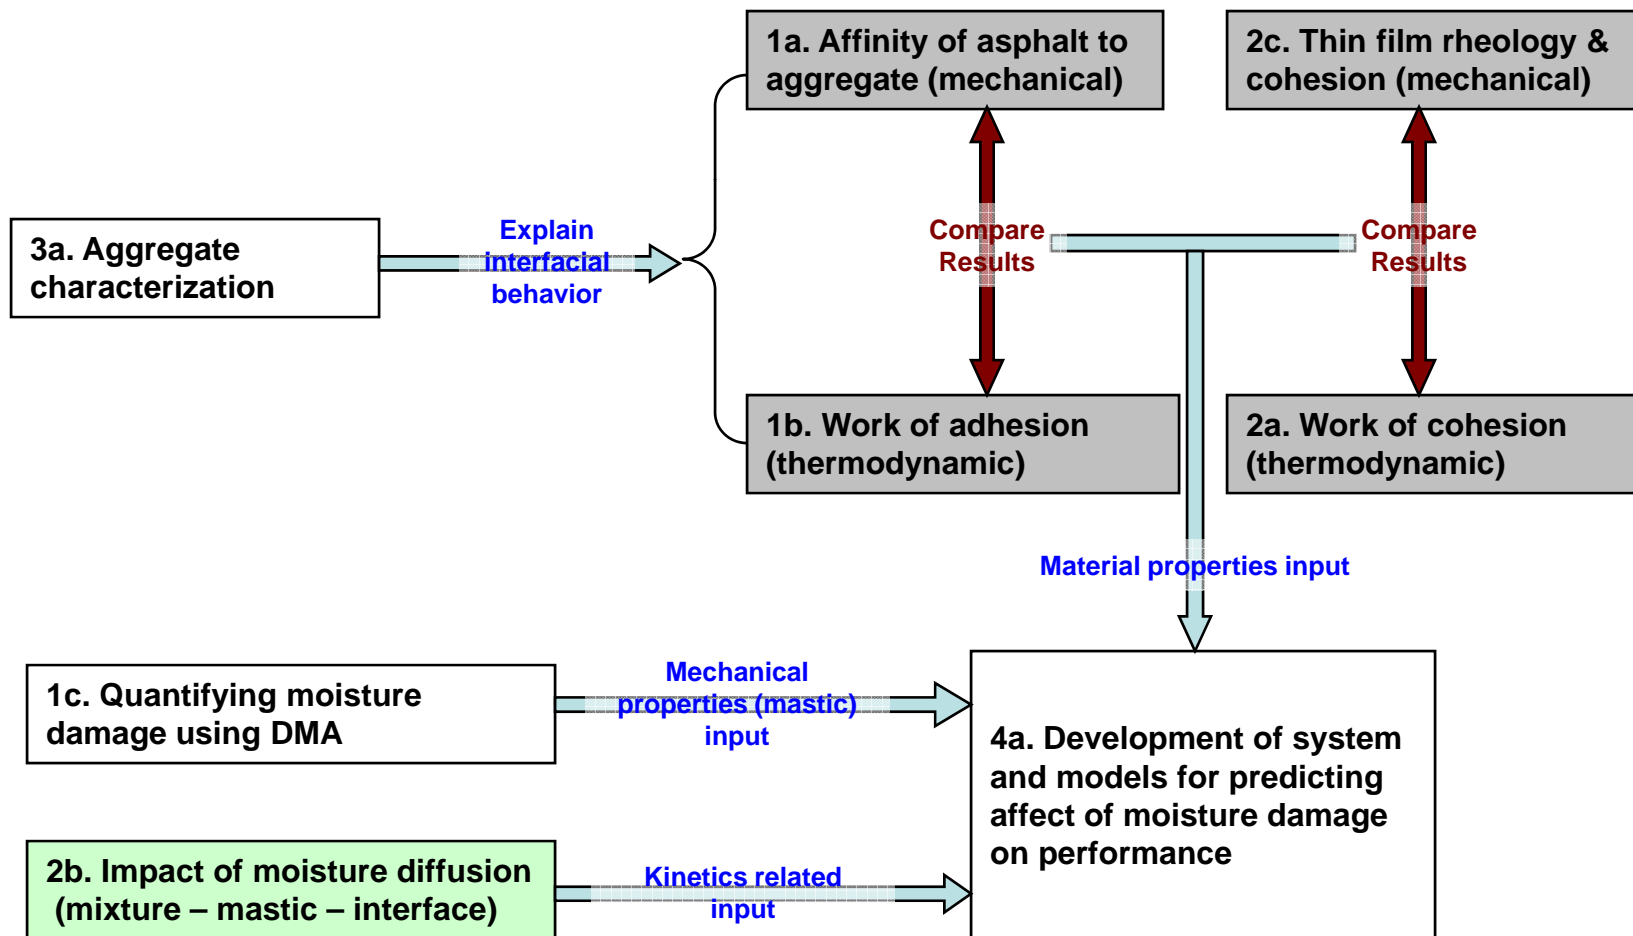 1a. Affinity of asphalt to
aggregate (mechanical)
2c. Thin film rheology &
cohesion (mechanical)
3a. Aggregate
characterization
Explain
interfacial
behavior
Compare
Results
Compare
Results
1b. Work of adhesion
(thermodynamic)
2a. Work of cohesion
(thermodynamic)
Material properties input
1c. Quantifying moisture
damage using DMA
Mechanical
properties (mastic)
input
4a. Development of system
and models for predicting
affect of moisture damage
on performance
2b. Impact of moisture diffusion
(mixture – mastic – interface)
Kinetics related
input